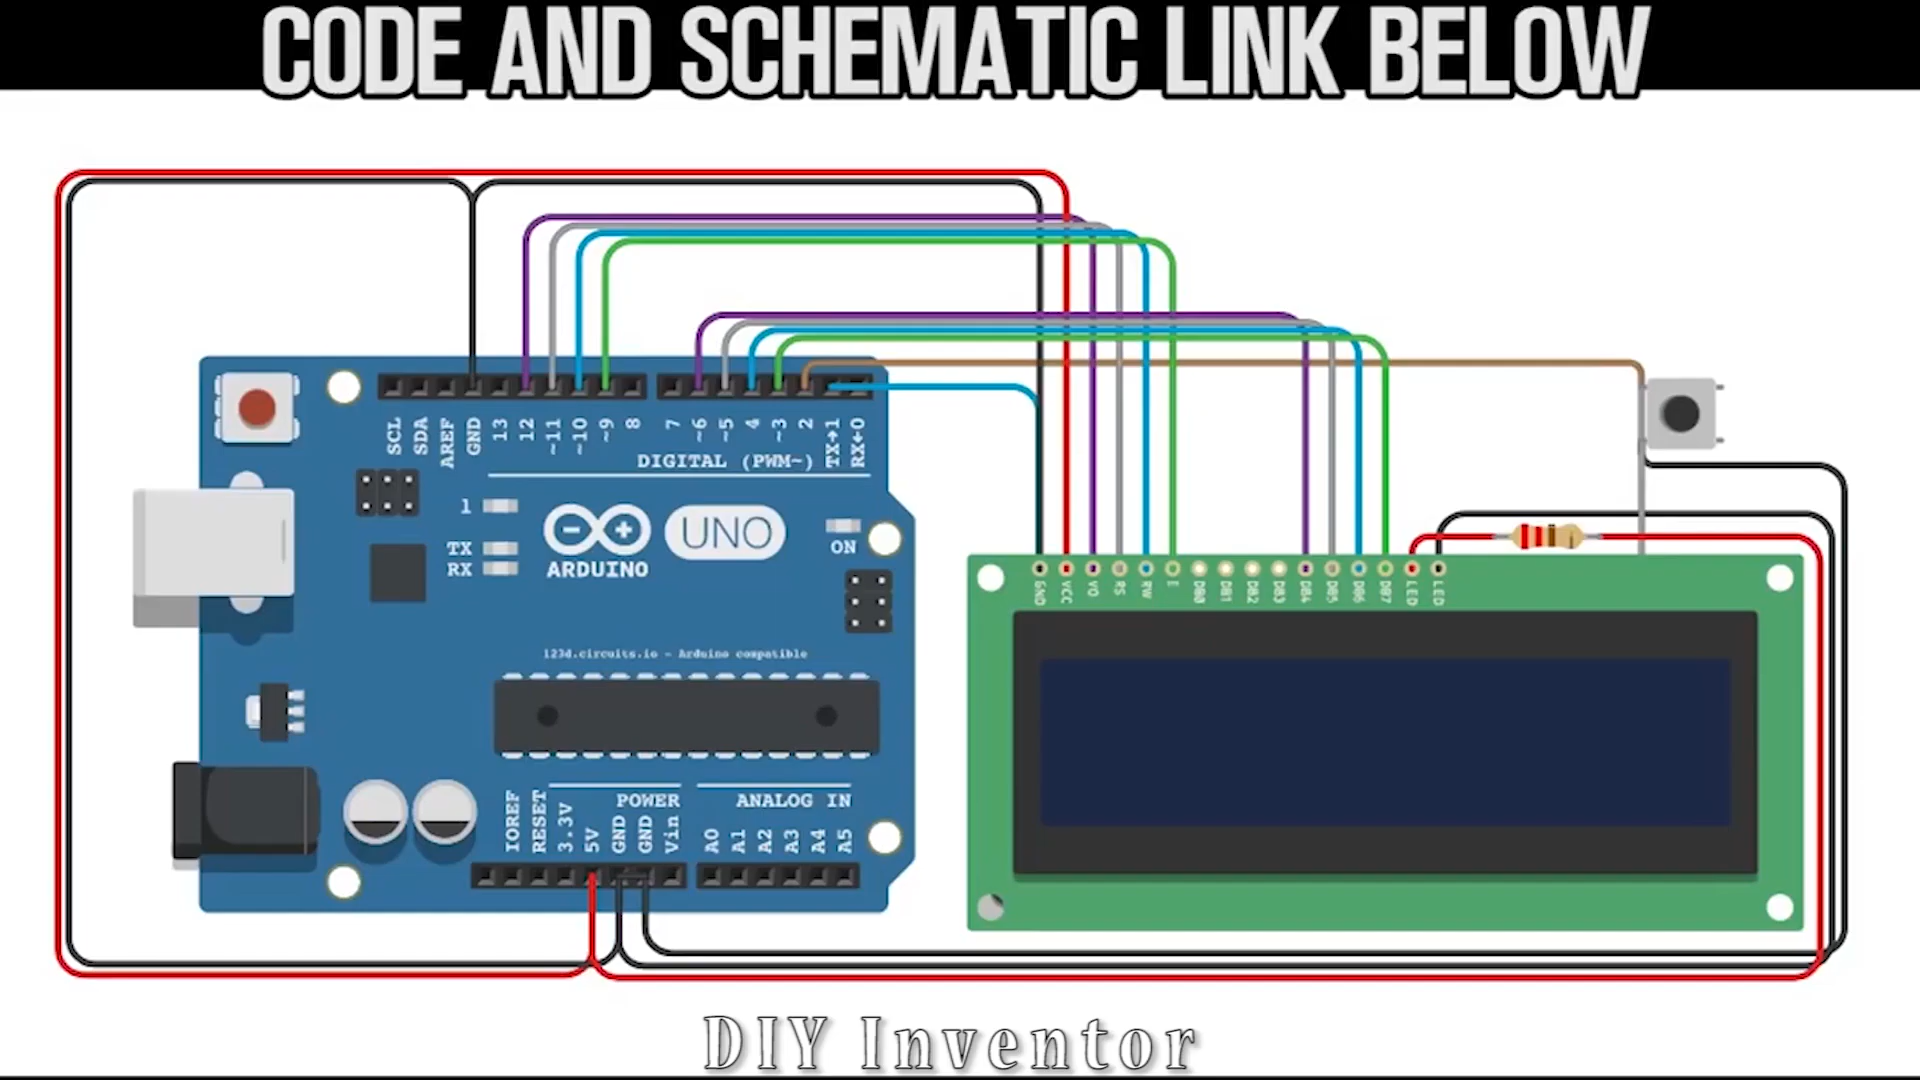 CODE AND SCHEMATIC LINK BELOW
SCL
SDA
AREF
GND
13
12
~11
~10
~9
8
7
~6
~5
4
~3
2
TX→1
RX←0
DIGITAL (PWM~)
1
TX
RX
UNO
ARDUINO
ON
GND
VCC
VO
RS
RW
E
DB0
DB1
DB2
DB3
DB4
DB5
DB6
DB7
LED
LED
123d.circuits.io - Arduino compatible
POWER
ANALOG IN
IOREF
RESET
3.3V
5V
GND
GND
Vin
A0
A1
A2
A3
A4
A5
DIY Inventor